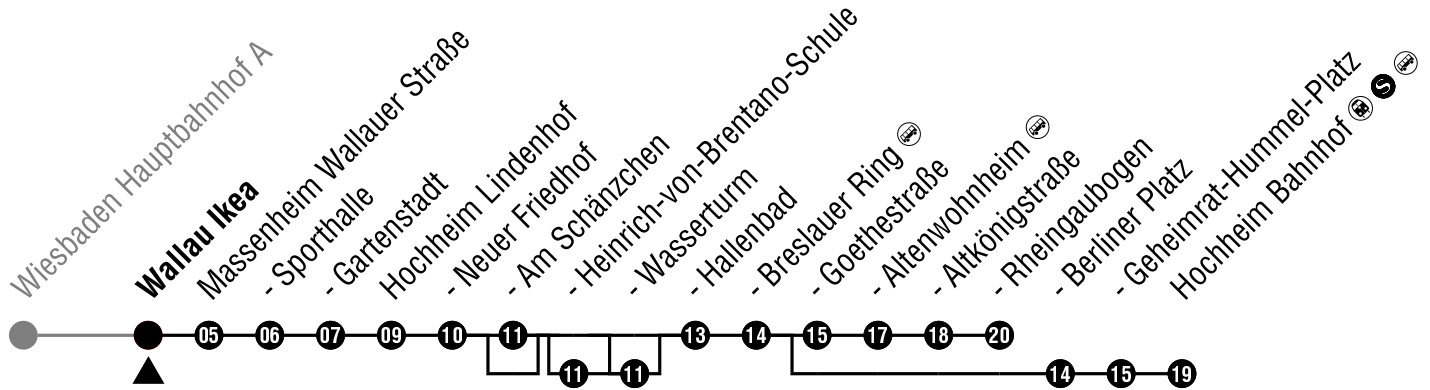 Wiesbaden Hauptbahnhof A
Wallau Ikea
Massenheim Wallauer Straße
- Sporthalle
- Gartenstadt
Hochheim Lindenhof
- Neuer Friedhof
- Am Schänzchen
- Heinrich-von-Brentano-Schule
- Wasserturm
- Hallenbad
- Breslauer Ring
- Goethestraße
- Altenwohnheim
- Altkönigstraße
- Rheingaubogen
- Berliner Platz
- Geheimrat-Hummel-Platz
Hochheim Bahnhof S
05 06 07 09 10 11 13 14 15 17 18 20
11 11 14 15 19